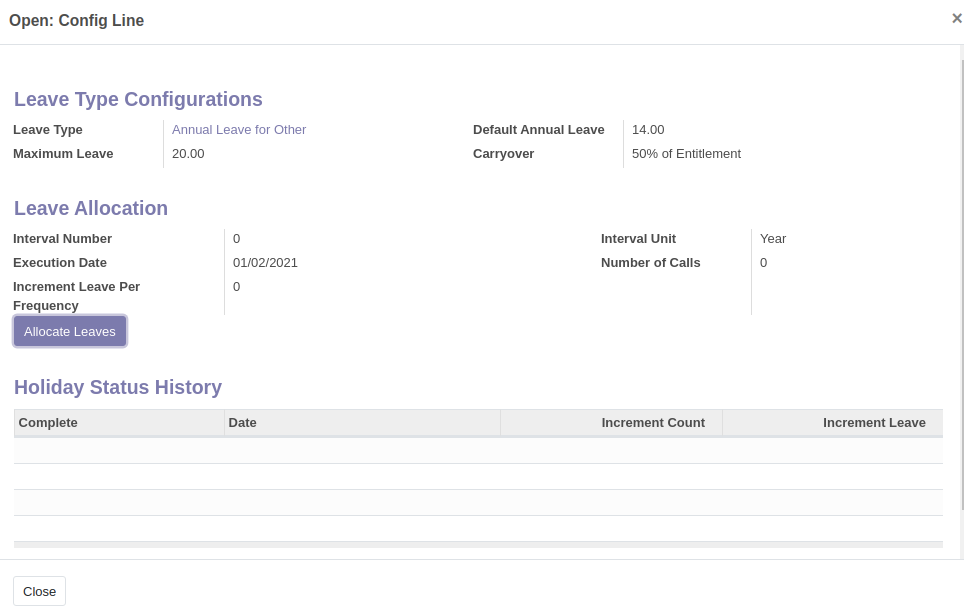 Open: Config Line ×
Leave Type Configurations
Leave Type Annual Leave for Other Default Annual Leave 14.00
Maximum Leave 20.00 Carryover 50% of Entitlement
Leave Allocation
Interval Number 0 Interval Unit Year
Execution Date 01/02/2021 Number of Calls 0
Increment Leave Per 0
Frequency
Allocate Leaves
Holiday Status History
Complete Date Increment Count Increment Leave
Close